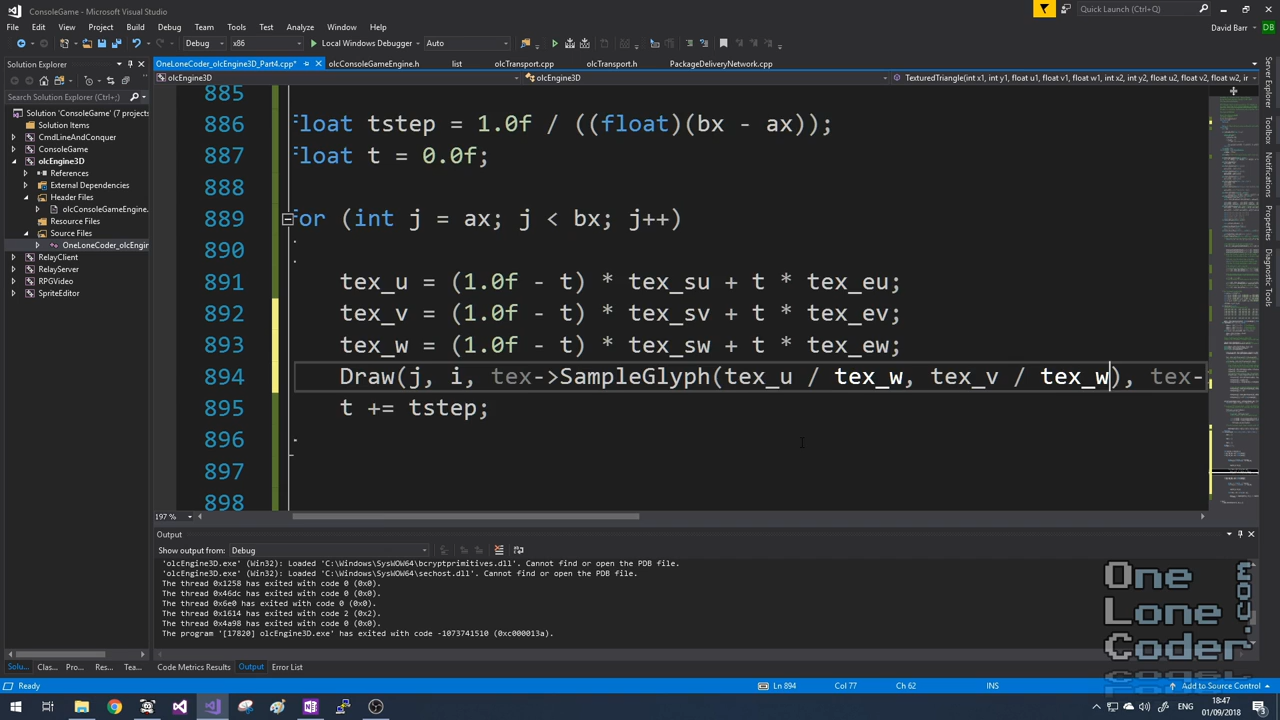 ConsoleGame - Microsoft Visual Studio
Quick Launch (Ctrl+Q)
File Edit View Project Build Debug Team Tools Test Analyze Window Help
David Barr DB
Debug x86 Local Windows Debugger Auto
Solution Explorer
OneLoneCoder_olcEngine3D_Part4.cpp* olcConsoleGameEngine.h list olcTransport.cpp olcTransport.h PackageDeliveryNetwork.cpp
olcEngine3D olcEngine3D TexturedTriangle(int x1, int y1, float u1, float v1, float w1, int x2, int y2, float u2, float v2, float w2, ir
Search Solution Explorer (Ctrl+;)
Solution 'ConsoleGame' (7 projects)
Solution Items
CmdLineAndConquer
ConsoleGame
olcEngine3D
References
External Dependencies
Header Files
olcConsoleGameEngine.
Resource Files
Source Files
OneLoneCoder_olcEngin
RelayClient
RelayServer
RPGVideo
SpriteEditor
885
886 float tstep = 1.0f / ((float)(bx - ax));
887 float t = 0.0f;
888
889 for (int j = ax; j < bx; j++)
890
891 tex_u = (1.0f - t) * tex_su + t * tex_eu;
892 tex_v = (1.0f - t) * tex_sv + t * tex_ev;
893 tex_w = (1.0f - t) * tex_sw + t * tex_ew;
894 Draw(j, i, tex->SampleGlyph(tex_u / tex_w, tex_v / tex_w), tex-
895 t += tstep;
896
897
898
197 %
Server Explorer
Toolbox
Notifications
Properties
Diagnostic Tools
Output
Show output from: Debug
'olcEngine3D.exe' (Win32): Loaded 'C:\Windows\SysWOW64\bcryptprimitives.dll'. Cannot find or open the PDB file.
'olcEngine3D.exe' (Win32): Loaded 'C:\Windows\SysWOW64\sechost.dll'. Cannot find or open the PDB file.
The thread 0x1258 has exited with code 0 (0x0).
The thread 0x46dc has exited with code 0 (0x0).
The thread 0x6e0 has exited with code 0 (0x0).
The thread 0x1614 has exited with code 2 (0x2).
The thread 0x4a98 has exited with code 0 (0x0).
The program '[17820] olcEngine3D.exe' has exited with code -1073741510 (0xc000013a).
One
Lone
Coder
.com
Solu... Clas... Pro... Res... Tea... Code Metrics Results Output Error List
Ready Ln 894 Col 77 Ch 62 INS Add to Source Control
ENG 18:47
01/09/2018
3